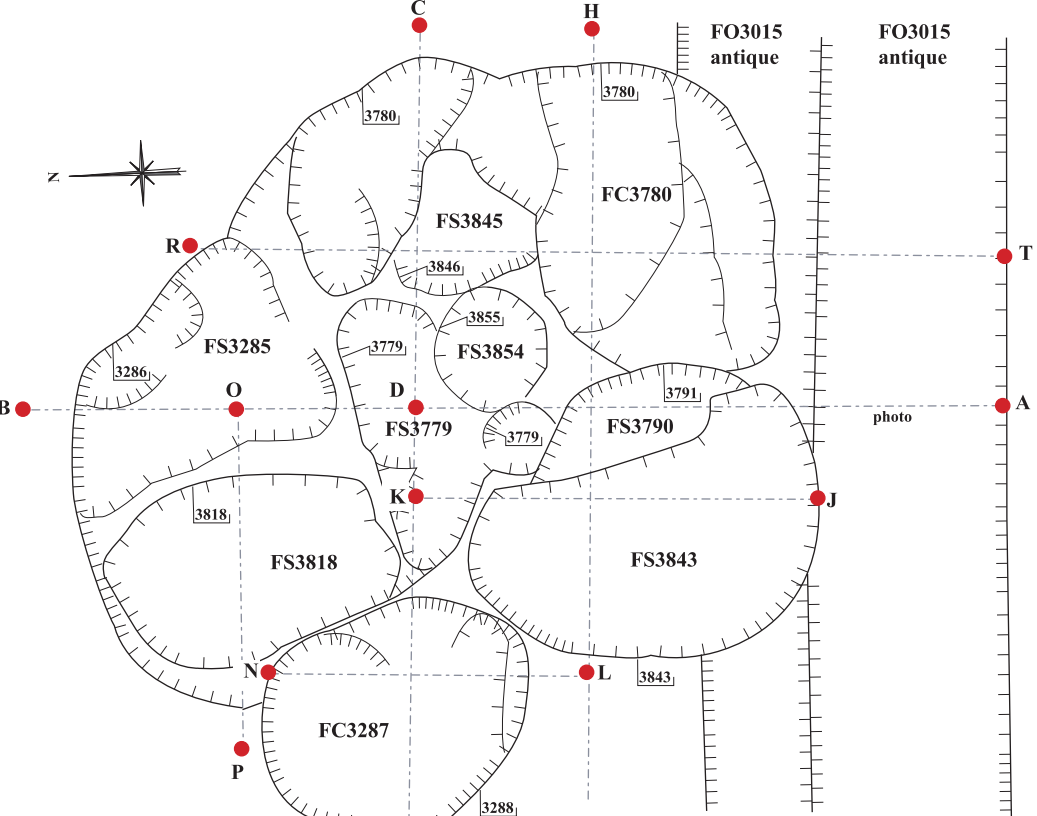 C
H
FO3015
antique
FO3015
antique
3780
3780
N
FC3780
FS3845
R
T
3846
3855
FS3285
3779
FS3854
3286
3791
B
O
D
A
photo
FS3779
3779
FS3790
K
J
3818
FS3818
FS3843
N
L
3843
FC3287
P
3288